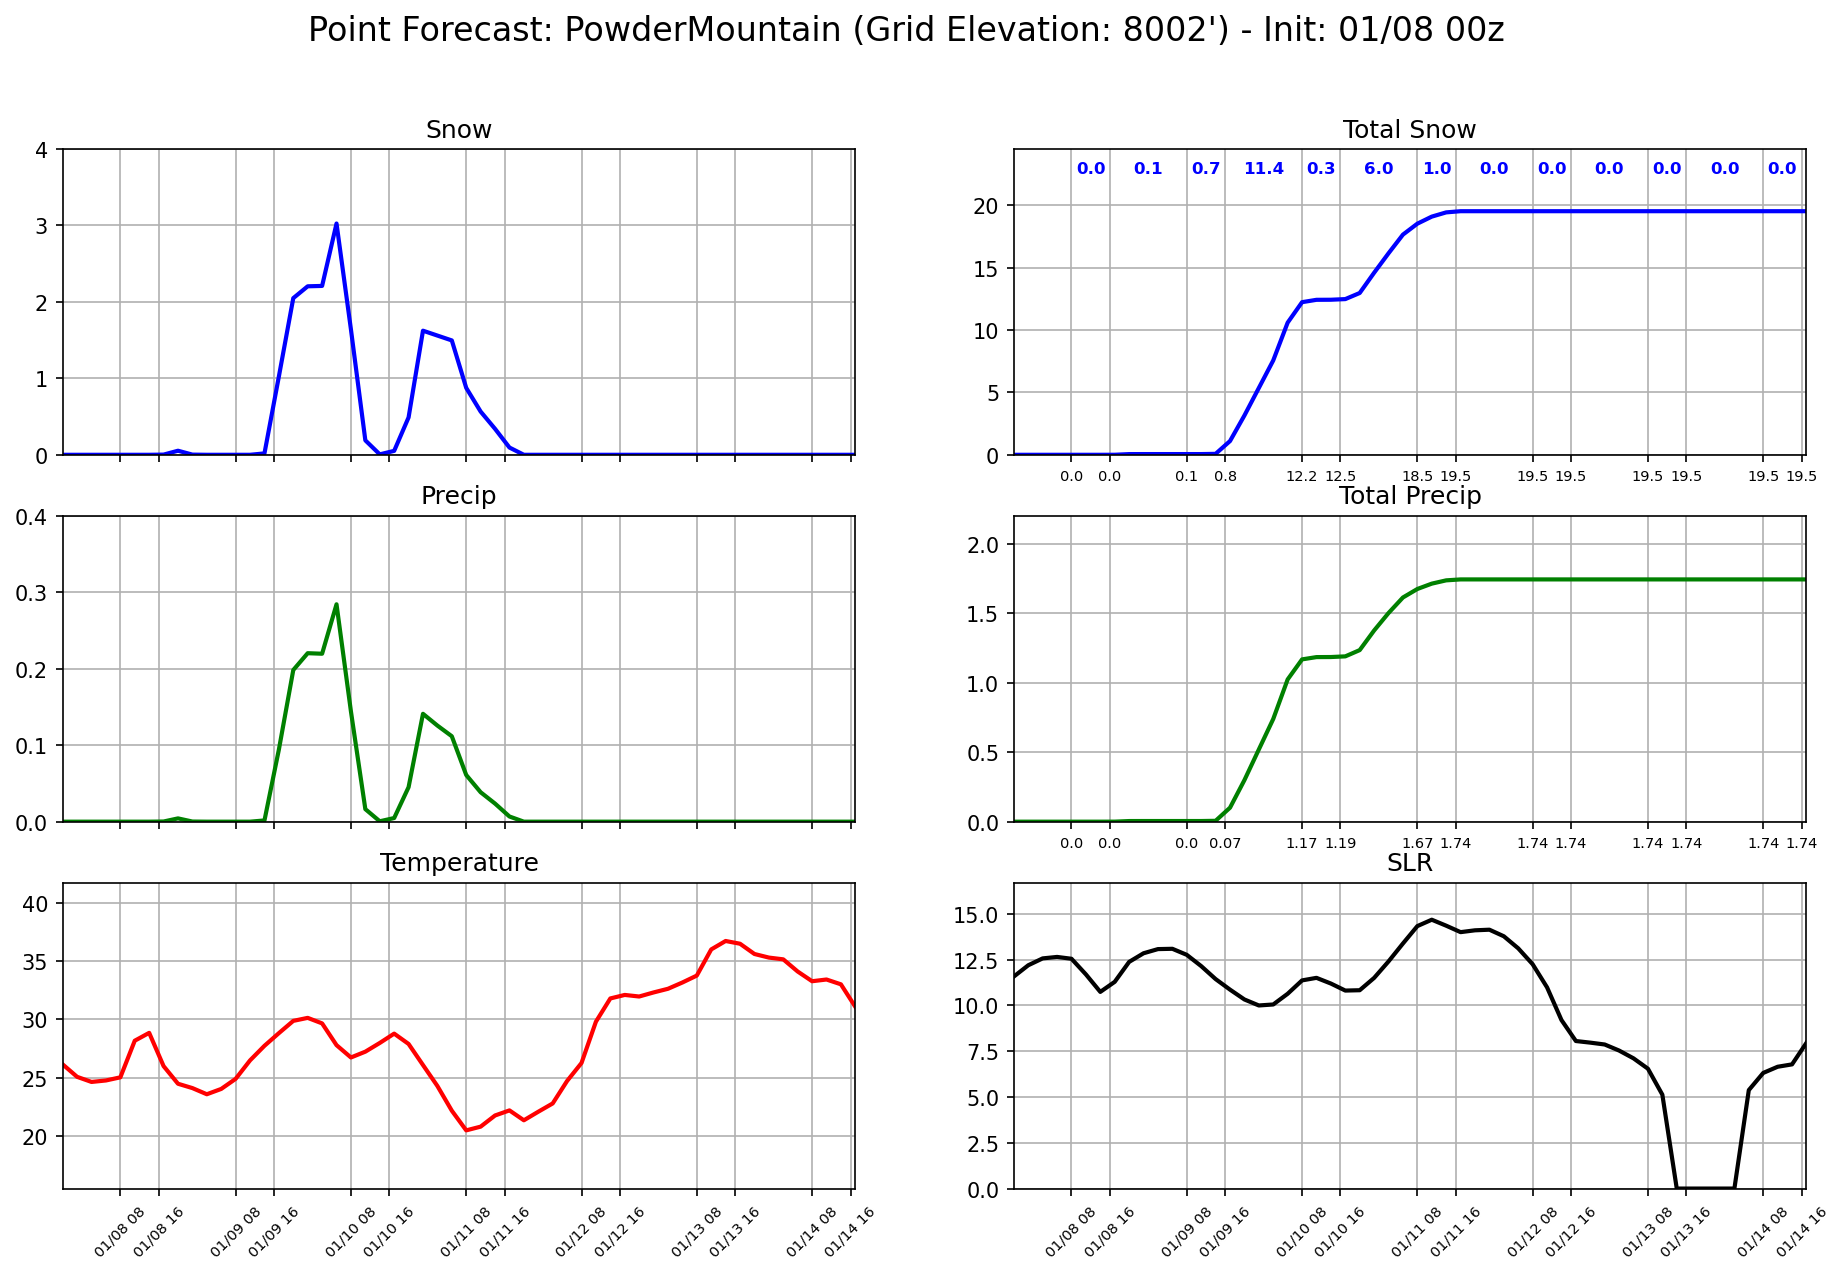 Point Forecast: PowderMountain (Grid Elevation: 8002') - Init: 01/08 00z
Snow
4
3
2
1
0
Total Snow
0.0 0.1 0.7 11.4 0.3 6.0 1.0 0.0 0.0 0.0 0.0 0.0 0.0
20
15
10
5
0
0.0 0.0 0.1 0.8 12.2 12.5 18.5 19.5 19.5 19.5 19.5 19.5 19.5 19.5
Precip
0.4
0.3
0.2
0.1
0.0
Total Precip
2.0
1.5
1.0
0.5
0.0
0.0 0.0 0.0 0.07 1.17 1.19 1.67 1.74 1.74 1.74 1.74 1.74 1.74 1.74
Temperature
40
35
30
25
20
01/08 08 01/08 16 01/09 08 01/09 16 01/10 08 01/10 16 01/11 08 01/11 16 01/12 08 01/12 16 01/13 08 01/13 16 01/14 08 01/14 16
SLR
15.0
12.5
10.0
7.5
5.0
2.5
0.0
01/08 08 01/08 16 01/09 08 01/09 16 01/10 08 01/10 16 01/11 08 01/11 16 01/12 08 01/12 16 01/13 08 01/13 16 01/14 08 01/14 16